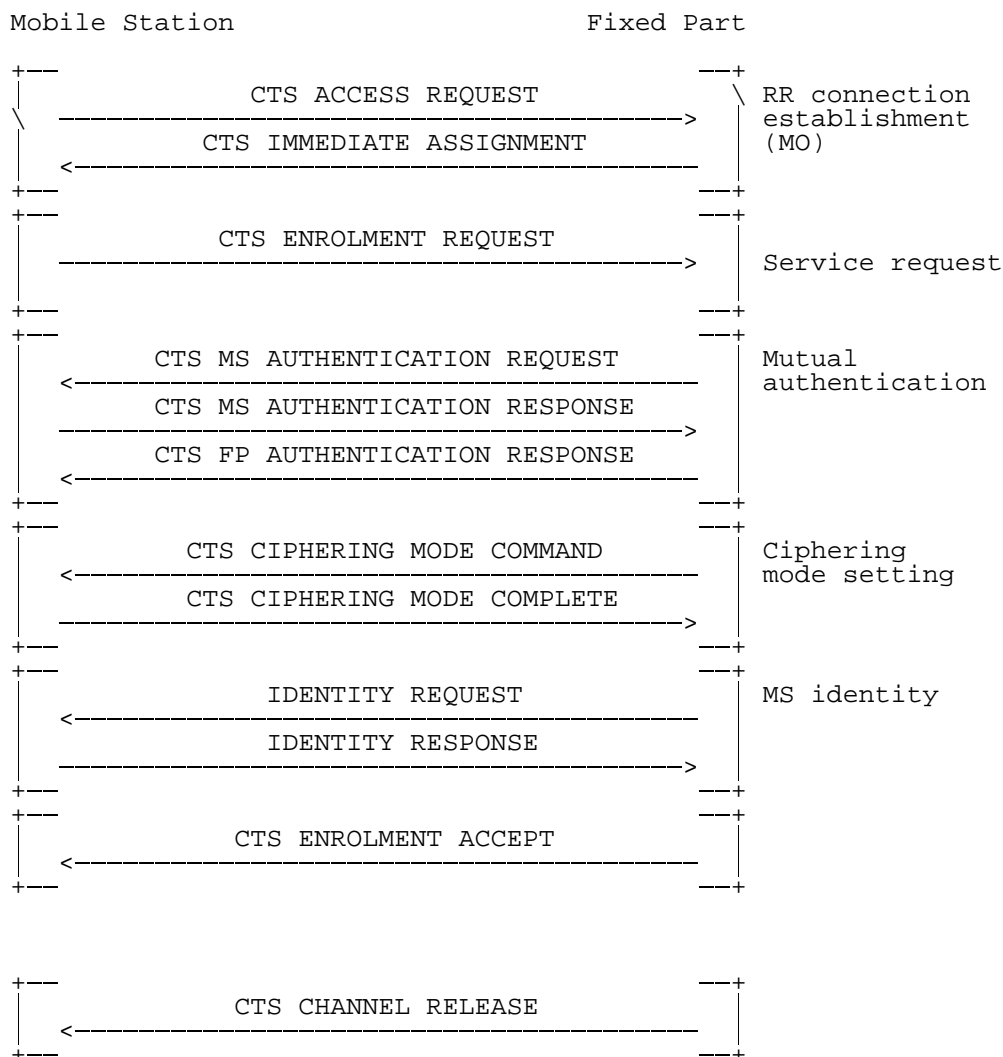 Mobile Station Fixed Part
CTS ACCESS REQUEST
RR connection
establishment
CTS IMMEDIATE ASSIGNMENT
(MO)
CTS ENROLMENT REQUEST
Service request
CTS MS AUTHENTICATION REQUEST
Mutual
authentication
CTS MS AUTHENTICATION RESPONSE
CTS FP AUTHENTICATION RESPONSE
CTS CIPHERING MODE COMMAND
Ciphering
mode setting
CTS CIPHERING MODE COMPLETE
IDENTITY REQUEST
MS identity
IDENTITY RESPONSE
CTS ENROLMENT ACCEPT
CTS CHANNEL RELEASE